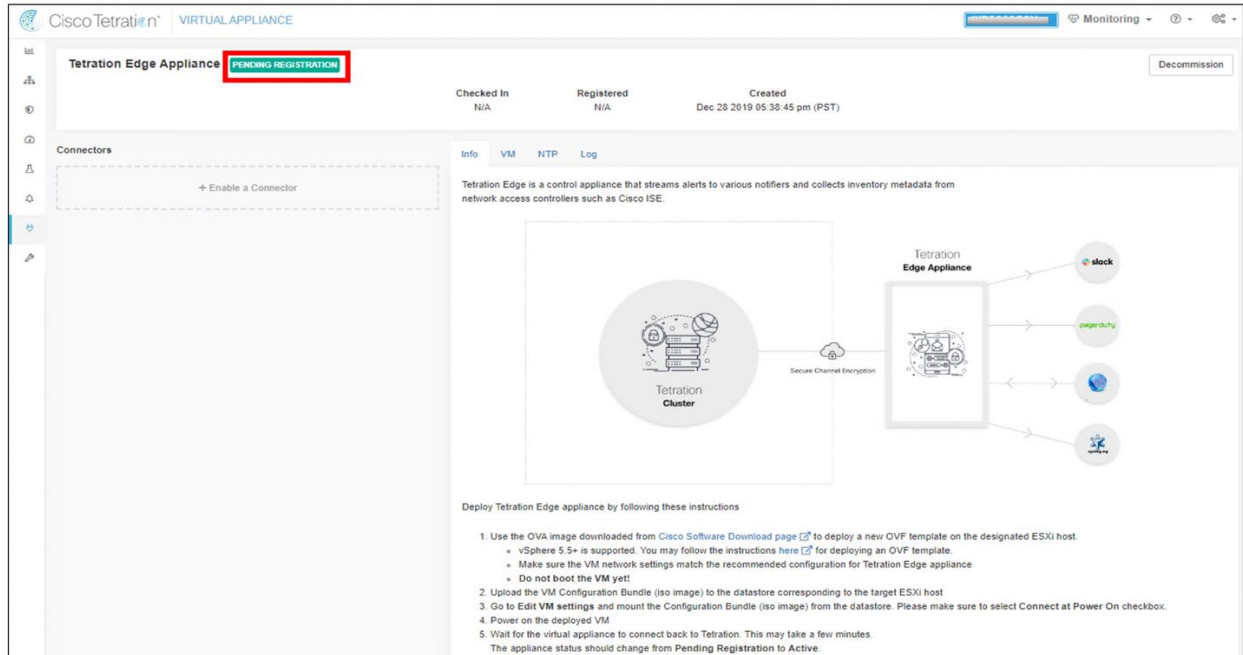 Cisco Tetration™ VIRTUAL APPLIANCE
Monitoring
Tetration Edge Appliance PENDING REGISTRATION
Decommission
Checked In Registered Created
N/A N/A Dec 28 2019 05:38:45 pm (PST)
Connectors
+ Enable a Connector
Info VM NTP Log
Tetration Edge is a control appliance that streams alerts to various notifiers and collects inventory metadata from
network access controllers such as Cisco ISE.
Tetration
Edge Appliance
slack
pagerduty
Secure Channel Encryption
Tetration
Cluster
syslog-ng
Deploy Tetration Edge appliance by following these instructions
1. Use the OVA image downloaded from Cisco Software Download page to deploy a new OVF template on the designated ESXi host.
vSphere 5.5+ is supported. You may follow the instructions here for deploying an OVF template.
Make sure the VM network settings match the recommended configuration for Tetration Edge appliance
Do not boot the VM yet!
2. Upload the VM Configuration Bundle (iso image) to the datastore corresponding to the target ESXi host
3. Go to Edit VM settings and mount the Configuration Bundle (iso image) from the datastore. Please make sure to select Connect at Power On checkbox.
4. Power on the deployed VM
5. Wait for the virtual appliance to connect back to Tetration. This may take a few minutes.
The appliance status should change from Pending Registration to Active.